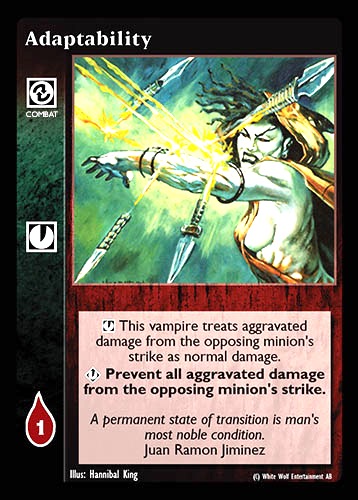 Adaptability
COMBAT
This vampire treats aggravated
damage from the opposing minion's
strike as normal damage.
Prevent all aggravated damage
from the opposing minion's strike.
A permanent state of transition is man's
most noble condition.
Juan Ramon Jiminez
1
Illus: Hannibal King
(C) White Wolf Entertainment AB